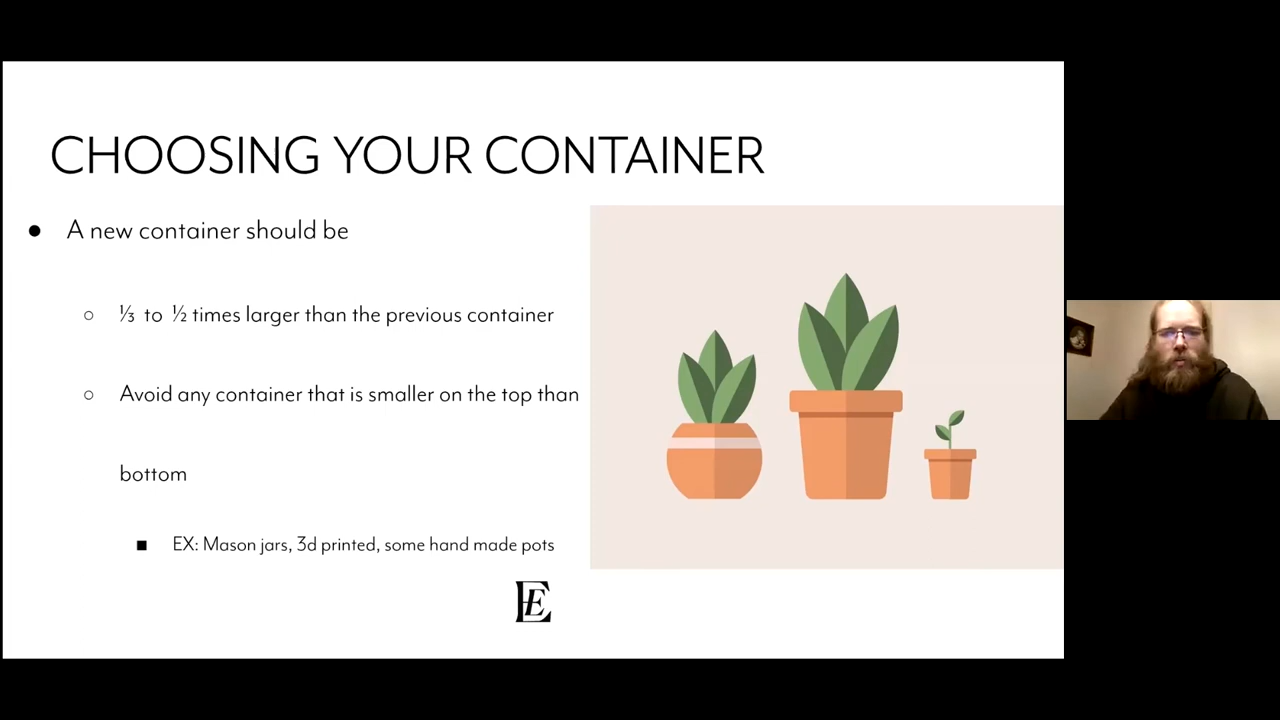 CHOOSING YOUR CONTAINER
● A new container should be
○ ⅓ to ½ times larger than the previous container
○ Avoid any container that is smaller on the top than
bottom
■ EX: Mason jars, 3d printed, some hand made pots
E